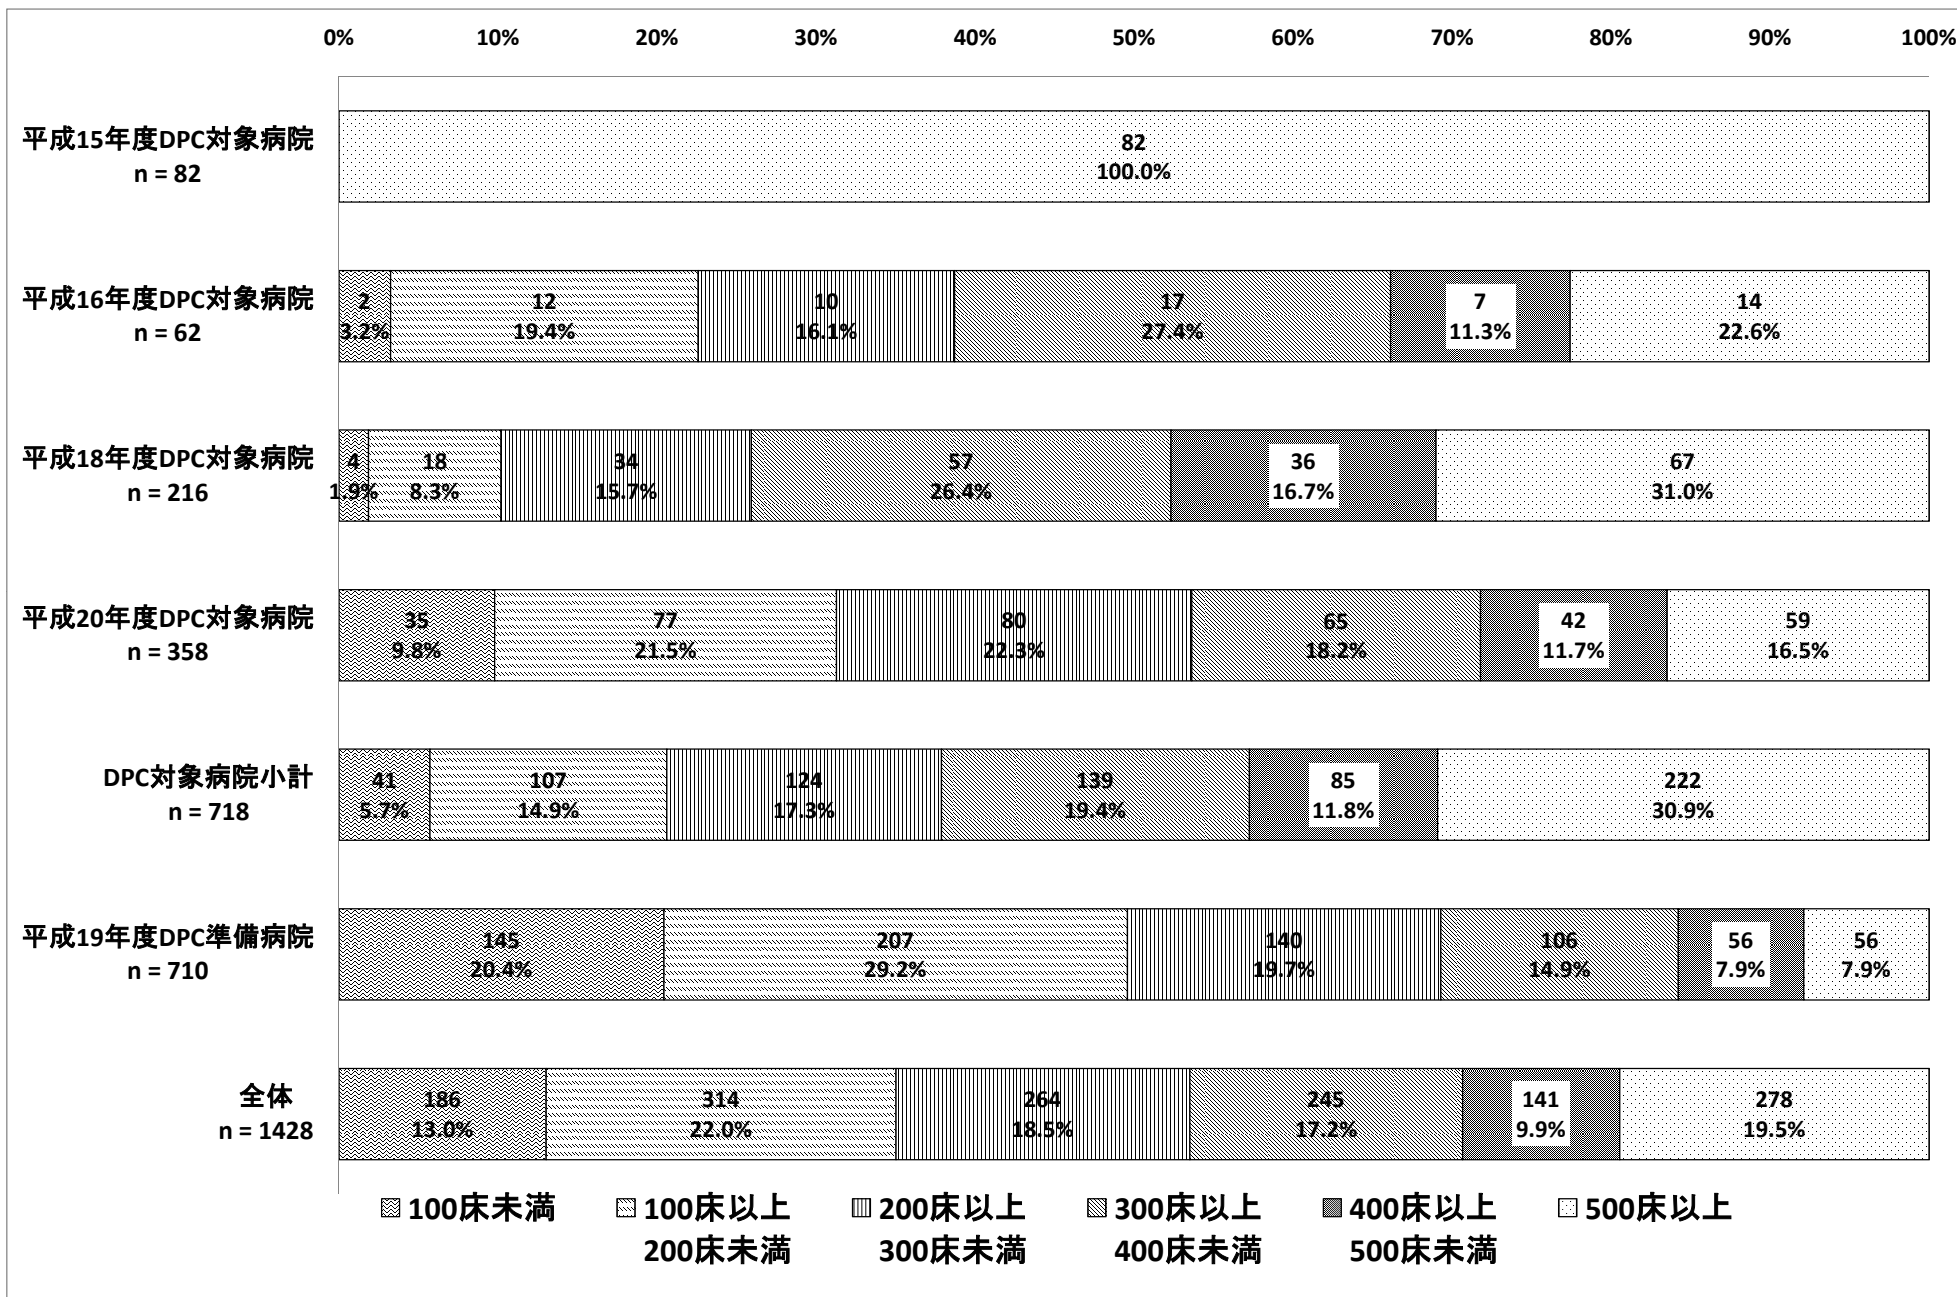 0% 10% 20% 30% 40% 50% 60% 70% 80% 90% 100%
平成15年度DPC対象病院
n = 82
82
100.0%
平成16年度DPC対象病院
n = 62
2 12 10 17 7 14
3.2% 19.4% 16.1% 27.4% 11.3% 22.6%
平成18年度DPC対象病院
n = 216
4 18 34 57 36 67
1.9% 8.3% 15.7% 26.4% 16.7% 31.0%
平成20年度DPC対象病院
n = 358
35 77 80 65 42 59
9.8% 21.5% 22.3% 18.2% 11.7% 16.5%
DPC対象病院小計
n = 718
41 107 124 139 85 222
5.7% 14.9% 17.3% 19.4% 11.8% 30.9%
平成19年度DPC準備病院
n = 710
145 207 140 106 56 56
20.4% 29.2% 19.7% 14.9% 7.9% 7.9%
全体
n = 1428
186 314 264 245 141 278
13.0% 22.0% 18.5% 17.2% 9.9% 19.5%
100床未満 100床以上 200床以上 300床以上 400床以上 500床以上
200床未満 300床未満 400床未満 500床未満